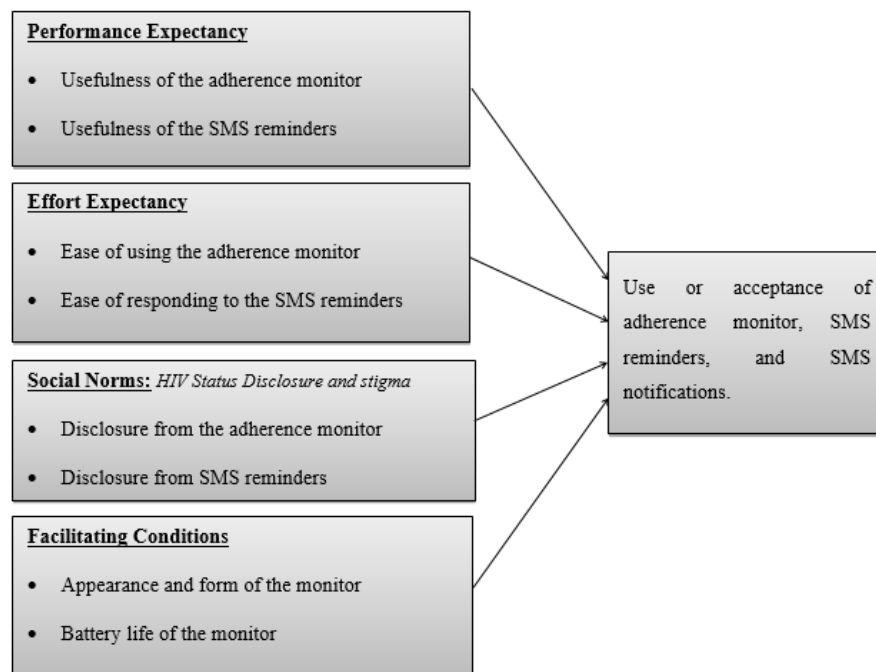 Performance Expectancy
• Usefulness of the adherence monitor
• Usefulness of the SMS reminders
Effort Expectancy
• Ease of using the adherence monitor
• Ease of responding to the SMS reminders
Social Norms: HIV Status Disclosure and stigma
• Disclosure from the adherence monitor
• Disclosure from SMS reminders
Facilitating Conditions
• Appearance and form of the monitor
• Battery life of the monitor
Use or acceptance of
adherence monitor, SMS
reminders, and SMS
notifications.